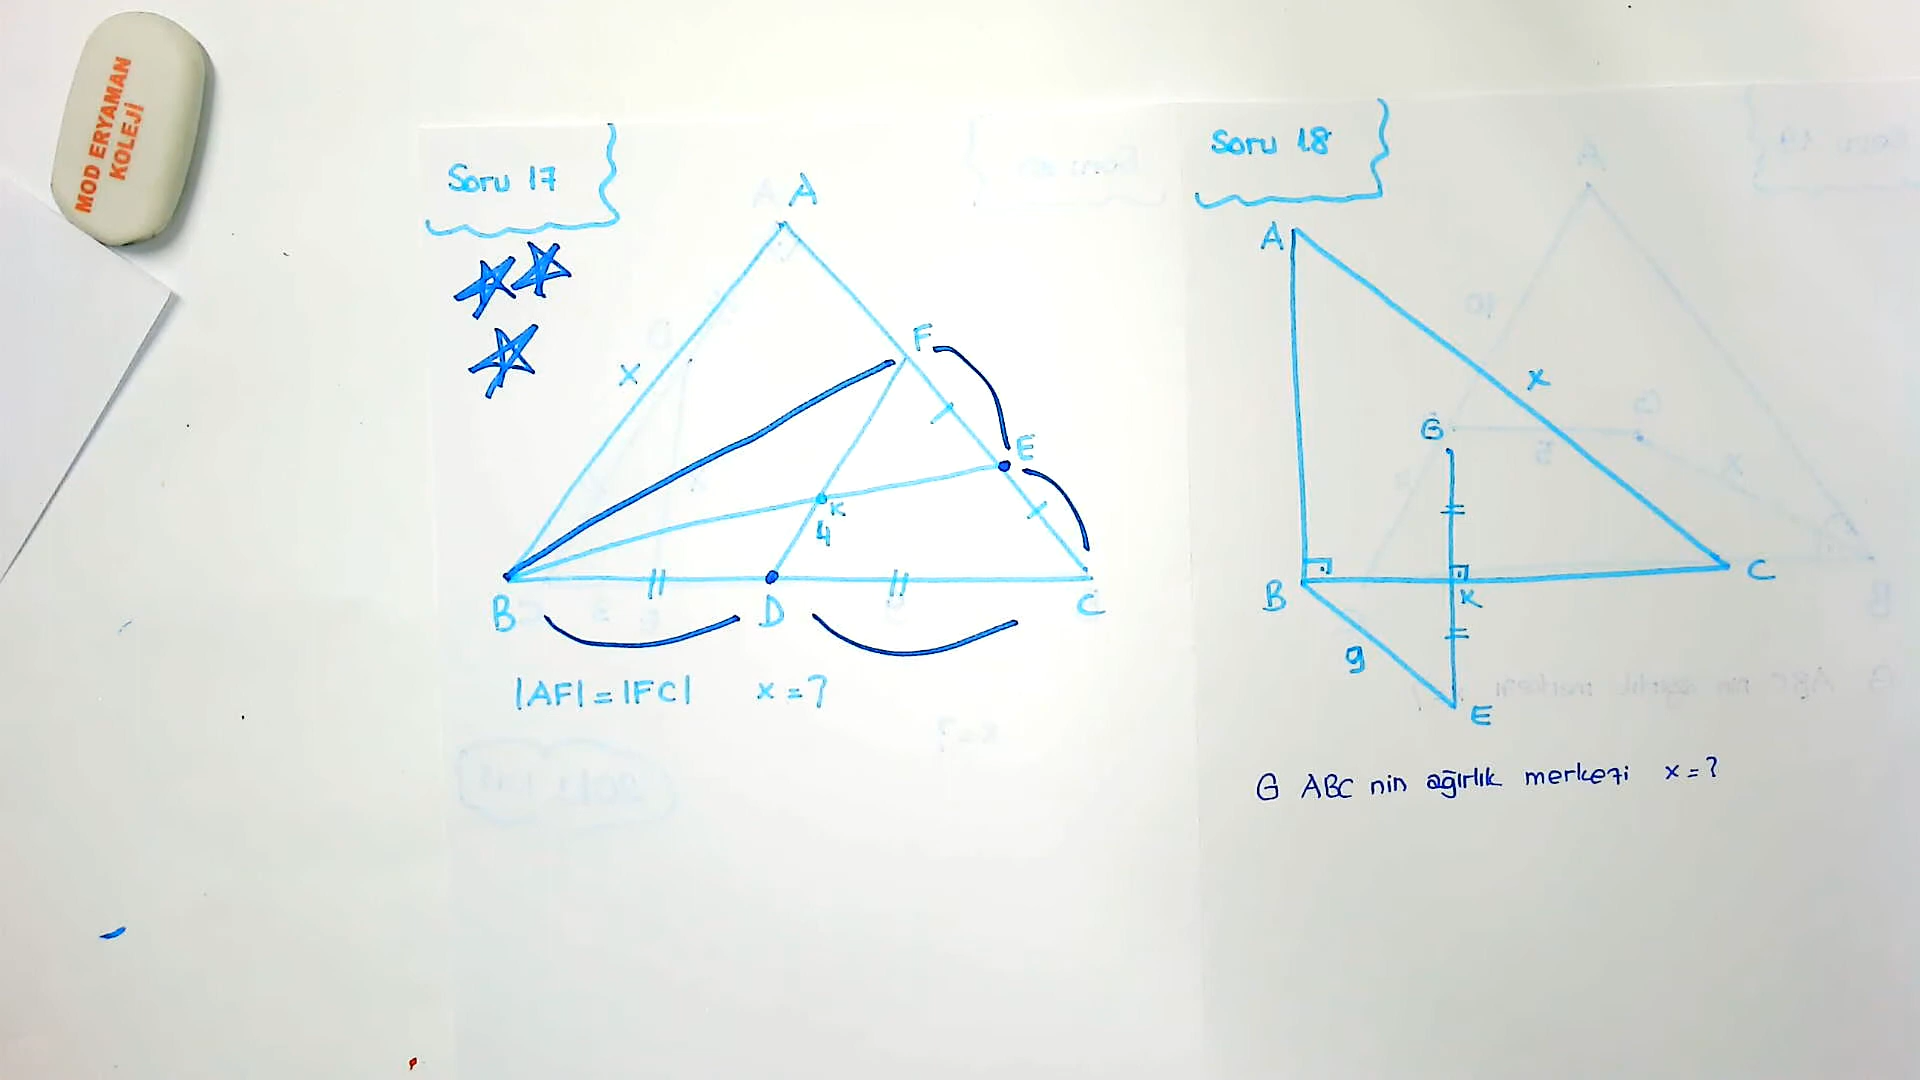 MOD ERYAMAN
KOLEJİ
Soru 17
A
x
F
E
K
4
B
D
C
|AF| = |FC| x = ?
Soru 18
A
x
G
B
K
C
9
E
G ABC nin ağırlık merkezi x = ?